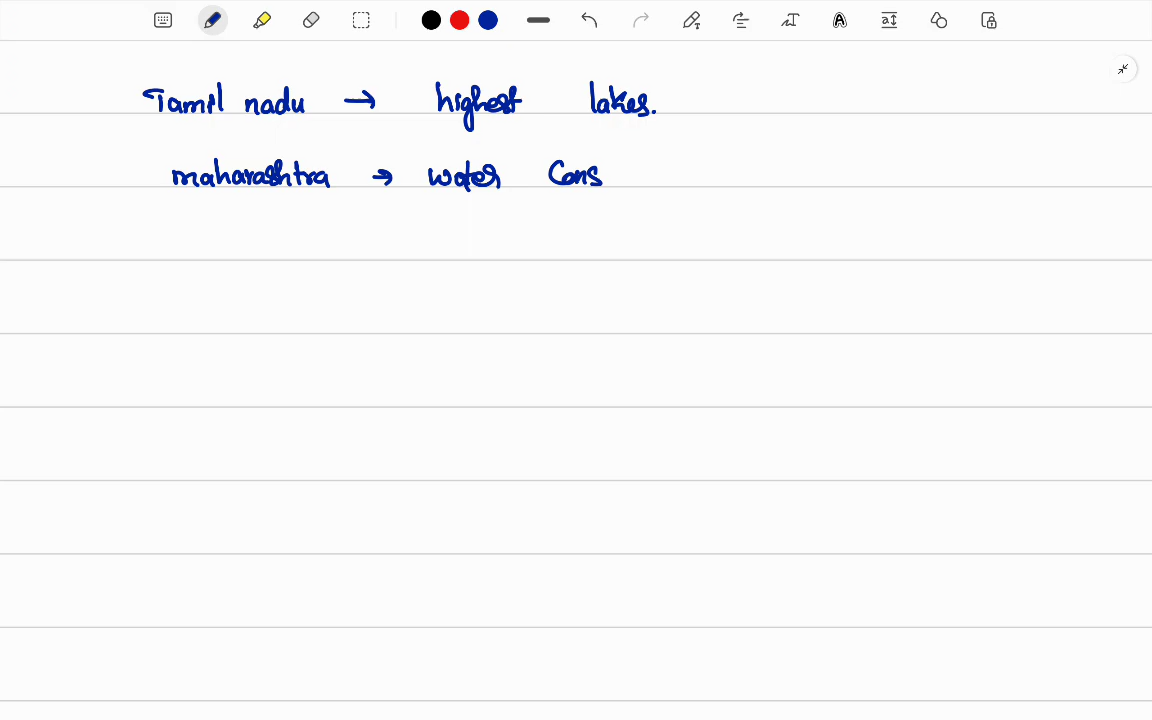 Tamil nadu → highest lakes.
maharashtra → water Cons